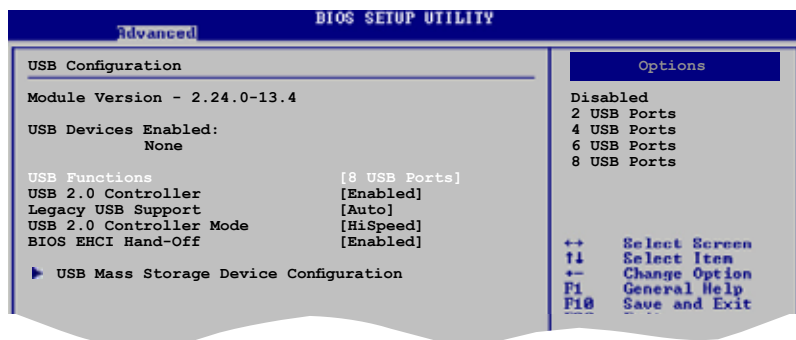 BIOS SETUP UTILITY
Advanced
USB Configuration
Module Version - 2.24.0-13.4
USB Devices Enabled:
None
USB Functions [8 USB Ports]
USB 2.0 Controller [Enabled]
Legacy USB Support [Auto]
USB 2.0 Controller Mode [HiSpeed]
BIOS EHCI Hand-Off [Enabled]
USB Mass Storage Device Configuration
Options
Disabled
2 USB Ports
4 USB Ports
6 USB Ports
8 USB Ports
↔ Select Screen
↑↓ Select Item
+- Change Option
F1 General Help
F10 Save and Exit